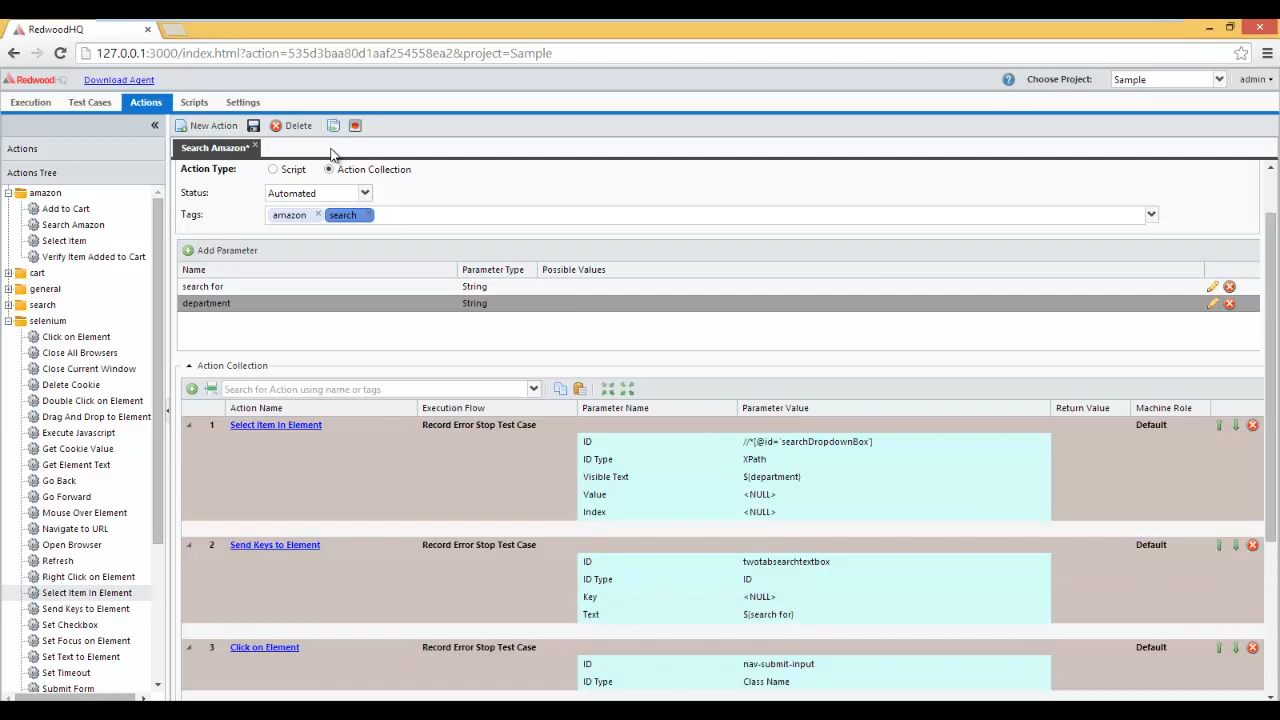 RedwoodHQ
127.0.0.1:3000/index.html?action=535d3baa80d1aaf254558ea2&project=Sample
RedwoodHQ Download Agent Choose Project: Sample admin
Execution Test Cases Actions Scripts Settings
New Action Delete
Actions
Search Amazon*
Actions Tree
Action Type: Script Action Collection
Status: Automated
Tags: amazon search
amazon
Add to Cart
Search Amazon
Select Item
Verify Item Added to Cart
cart
general
search
selenium
Click on Element
Close All Browsers
Close Current Window
Delete Cookie
Double Click on Element
Drag And Drop to Element
Execute Javascript
Get Cookie Value
Get Element Text
Go Back
Go Forward
Mouse Over Element
Navigate to URL
Open Browser
Refresh
Right Click on Element
Select Item In Element
Send Keys to Element
Set Checkbox
Set Focus on Element
Set Text to Element
Set Timeout
Submit Form
Add Parameter
Name Parameter Type Possible Values
search for String
department String
Action Collection
Search for Action using name or tags
Action Name Execution Flow Parameter Name Parameter Value Return Value Machine Role
1 Select Item In Element Record Error Stop Test Case Default
ID //*[@id='searchDropdownBox']
ID Type XPath
Visible Text ${department}
Value <NULL>
Index <NULL>
2 Send Keys to Element Record Error Stop Test Case Default
ID twotabsearchtextbox
ID Type ID
Key <NULL>
Text ${search for}
3 Click on Element Record Error Stop Test Case Default
ID nav-submit-input
ID Type Class Name